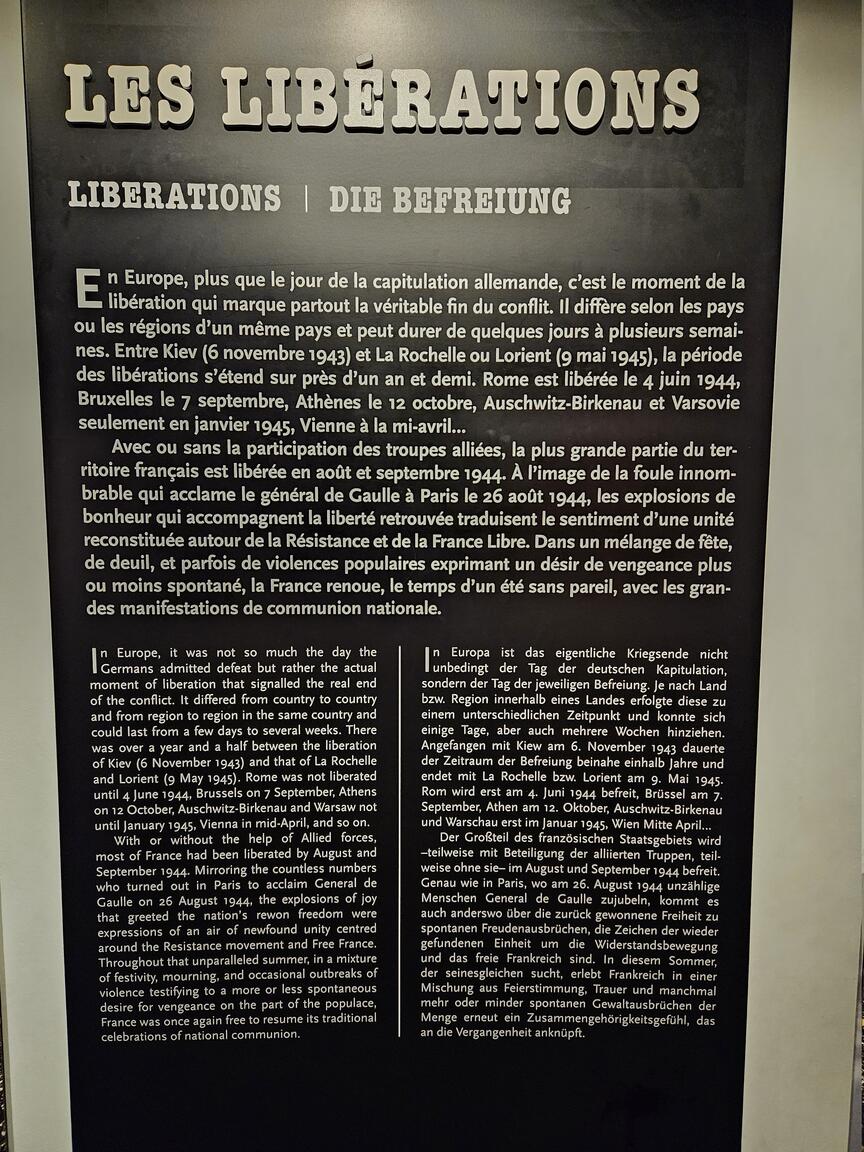 LES LIBÉRATIONS
LIBERATIONS | DIE BEFREIUNG
En Europe, plus que le jour de la capitulation allemande, c'est le moment de la
libération qui marque partout la véritable fin du conflit. Il diffère selon les pays
ou les régions d'un même pays et peut durer de quelques jours à plusieurs semai-
nes. Entre Kiev (6 novembre 1943) et La Rochelle ou Lorient (9 mai 1945), la période
des libérations s'étend sur près d'un an et demi. Rome est libérée le 4 juin 1944,
Bruxelles le 7 septembre, Athènes le 12 octobre, Auschwitz-Birkenau et Varsovie
seulement en janvier 1945, Vienne à la mi-avril...
Avec ou sans la participation des troupes alliées, la plus grande partie du ter-
ritoire français est libérée en août et septembre 1944. À l'image de la foule innom-
brable qui acclame le général de Gaulle à Paris le 26 août 1944, les explosions de
bonheur qui accompagnent la liberté retrouvée traduisent le sentiment d'une unité
reconstituée autour de la Résistance et de la France Libre. Dans un mélange de fête,
de deuil, et parfois de violences populaires exprimant un désir de vengeance plus
ou moins spontané, la France renoue, le temps d'un été sans pareil, avec les gran-
des manifestations de communion nationale.
In Europe, it was not so much the day the
Germans admitted defeat but rather the actual
moment of liberation that signalled the real end
of the conflict. It differed from country to country
and from region to region in the same country and
could last from a few days to several weeks. There
was over a year and a half between the liberation
of Kiev (6 November 1943) and that of La Rochelle
and Lorient (9 May 1945). Rome was not liberated
until 4 June 1944, Brussels on 7 September, Athens
on 12 October, Auschwitz-Birkenau and Warsaw not
until January 1945, Vienna in mid-April, and so on.
With or without the help of Allied forces,
most of France had been liberated by August and
September 1944. Mirroring the countless numbers
who turned out in Paris to acclaim General de
Gaulle on 26 August 1944, the explosions of joy
that greeted the nation's rewon freedom were
expressions of an air of newfound unity centred
around the Resistance movement and Free France.
Throughout that unparalleled summer, in a mixture
of festivity, mourning, and occasional outbreaks of
violence testifying to a more or less spontaneous
desire for vengeance on the part of the populace,
France was once again free to resume its traditional
celebrations of national communion.
In Europa ist das eigentliche Kriegsende nicht
unbedingt der Tag der deutschen Kapitulation,
sondern der Tag der jeweiligen Befreiung. Je nach Land
bzw. Region innerhalb eines Landes erfolgte diese zu
einem unterschiedlichen Zeitpunkt und konnte sich
einige Tage, aber auch mehrere Wochen hinziehen.
Angefangen mit Kiew am 6. November 1943 dauerte
der Zeitraum der Befreiung beinahe einhalb Jahre und
endet mit La Rochelle bzw. Lorient am 9. Mai 1945.
Rom wird erst am 4. Juni 1944 befreit, Brüssel am 7.
September, Athen am 12. Oktober, Auschwitz-Birkenau
und Warschau erst im Januar 1945, Wien Mitte April...
Der Großteil des französischen Staatsgebiets wird
–teilweise mit Beteiligung der alliierten Truppen, teil-
weise ohne sie– im August und September 1944 befreit.
Genau wie in Paris, wo am 26. August 1944 unzählige
Menschen General de Gaulle zujubeln, kommt es
auch anderswo über die zurück gewonnene Freiheit zu
spontanen Freudenausbrüchen, die Zeichen der wieder
gefundenen Einheit um die Widerstandsbewegung
und das freie Frankreich sind. In diesem Sommer,
der seinesgleichen sucht, erlebt Frankreich in einer
Mischung aus Feierstimmung, Trauer und manchmal
mehr oder minder spontanen Gewaltausbrüchen der
Menge erneut ein Zusammengehörigkeitsgefühl, das
an die Vergangenheit anknüpft.